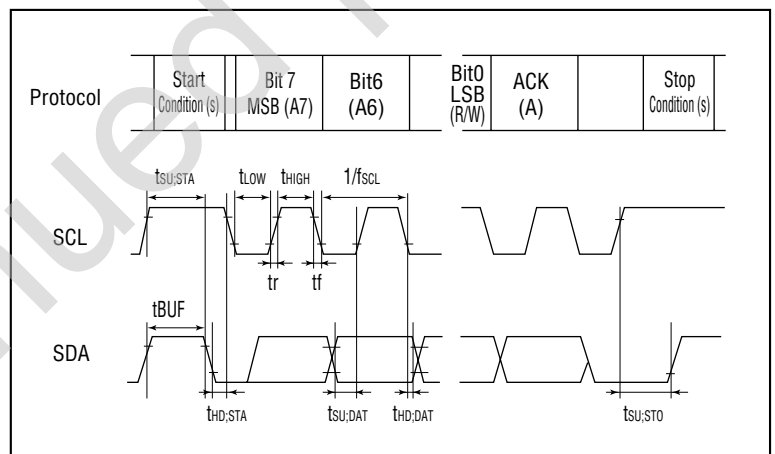 Protocol
Start
Condition (s)
Bit 7
MSB (A7)
Bit6
(A6)
Bit0
LSB
(R/W)
ACK
(A)
Stop
Condition (s)
tSU;STA
tLOW
tHIGH
1/fSCL
SCL
tr
tf
tBUF
SDA
tHD;STA
tSU;DAT
tHD;DAT
tSU;STO
nued